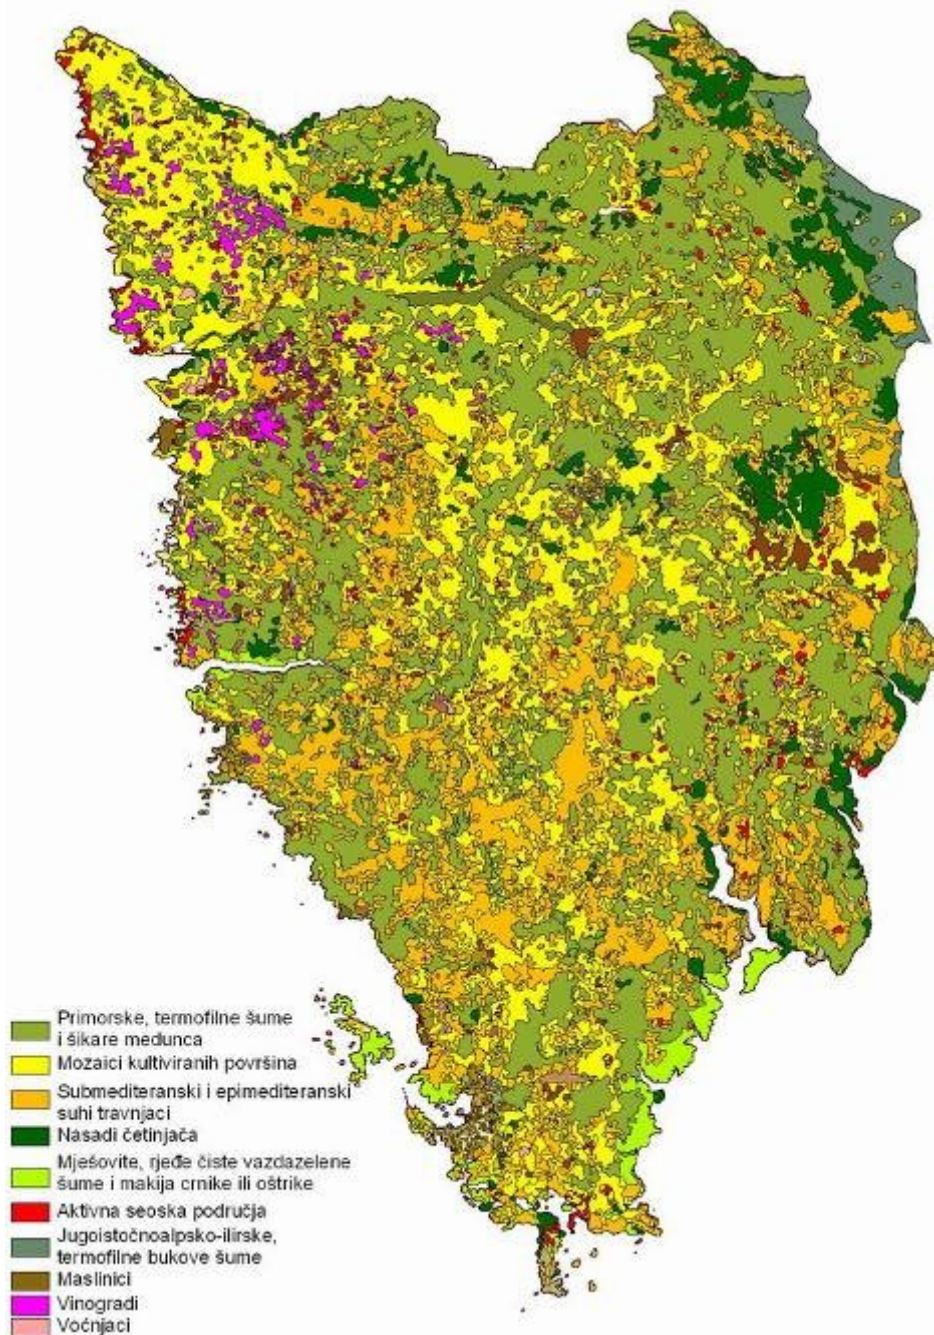 Primorske, termofilne šume
i šikare medunca
Mozaici kultiviranih površina
Submediteranski i epimediteranski
suhi travnjaci
Nasadi četinjača
Mješovite, rjeđe čiste vazdazelene
šume i makija crnike ili oštrike
Aktivna seoska područja
Jugoistočnoalpsko-ilirske,
termofilne bukove šume
Maslinici
Vinogradi
Voćnjaci